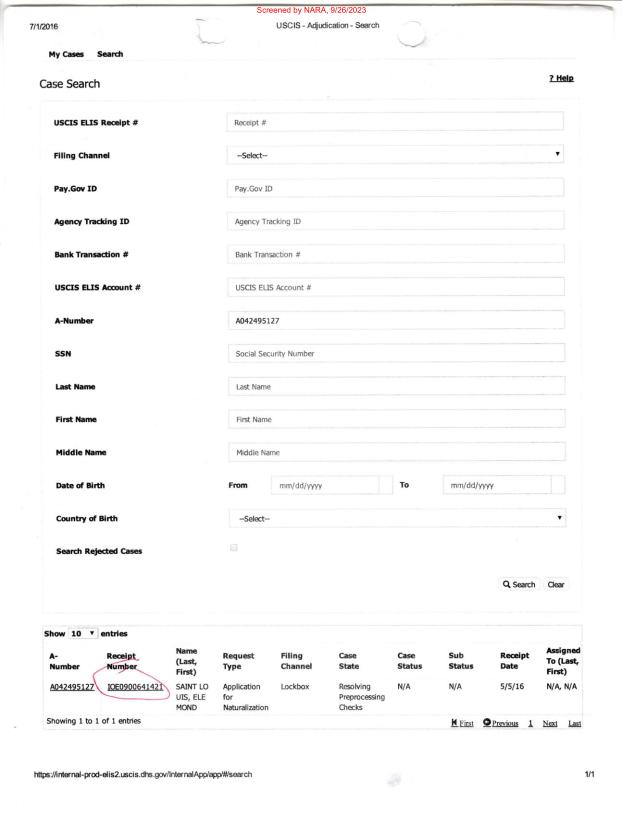 Screened by NARA, 9/26/2023
7/1/2016 USCIS - Adjudication - Search
My Cases Search
Case Search ? Help
USCIS ELIS Receipt # Receipt #
Filing Channel --Select--
Pay.Gov ID Pay.Gov ID
Agency Tracking ID Agency Tracking ID
Bank Transaction # Bank Transaction #
USCIS ELIS Account # USCIS ELIS Account #
A-Number A042495127
SSN Social Security Number
Last Name Last Name
First Name First Name
Middle Name Middle Name
Date of Birth From mm/dd/yyyy To mm/dd/yyyy
Country of Birth --Select--
Search Rejected Cases
Search Clear
Show 10 entries
A-Number Receipt Number Name (Last, First) Request Type Filing Channel Case State Case Status Sub Status Receipt Date Assigned To (Last, First)
A042495127 IOE0900641421 SAINT LO UIS, ELE MOND Application for Naturalization Lockbox Resolving Preprocessing Checks N/A N/A 5/5/16 N/A, N/A
Showing 1 to 1 of 1 entries First Previous 1 Next Last
https://internal-prod-elis2.uscis.dhs.gov/InternalApp/app/#/search 1/1